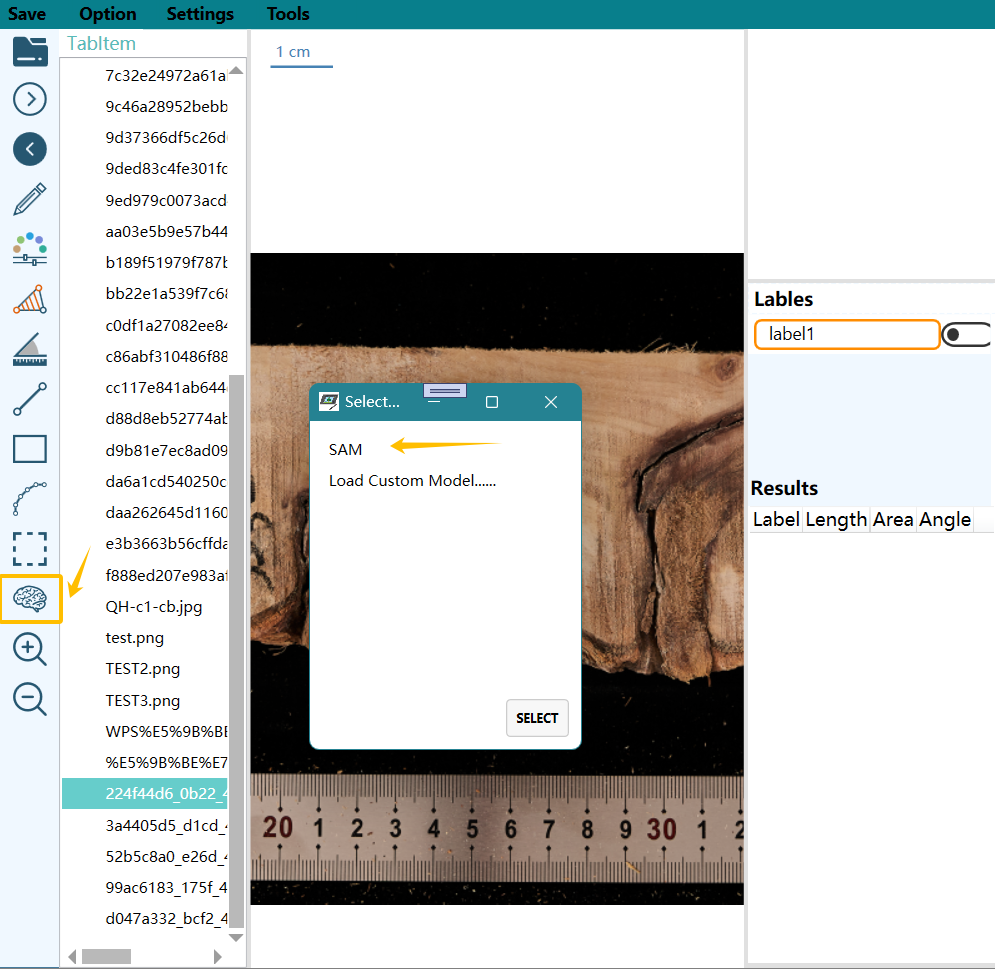 Save Option Settings Tools
TabItem
7c32e24972a61a
9c46a28952bebb
9d37366df5c26d
9ded83c4fe301fc
9ed979c0073acd
aa03e5b9e57b44
b189f51979f787b
bb22e1a539f7c68
c0df1a27082ee84
c86abf310486f88
cc117e841ab644
d88d8eb52774ab
d9b81e7ec8ad09
da6a1cd540250c
daa262645d1160
e3b3663b56cffda
f888ed207e983af
QH-c1-cb.jpg
test.png
TEST2.png
TEST3.png
WPS%E5%9B%BE
%E5%9B%BE%E7
224f44d6_0b22_4
3a4405d5_d1cd_4
52b5c8a0_e26d_4
99ac6183_175f_4
d047a332_bcf2_4
1 cm
Select...
SAM
Load Custom Model......
SELECT
20 1 2 3 4 5 6 7 8 9 30 1 2
Lables
label1
Results
Label Length Area Angle